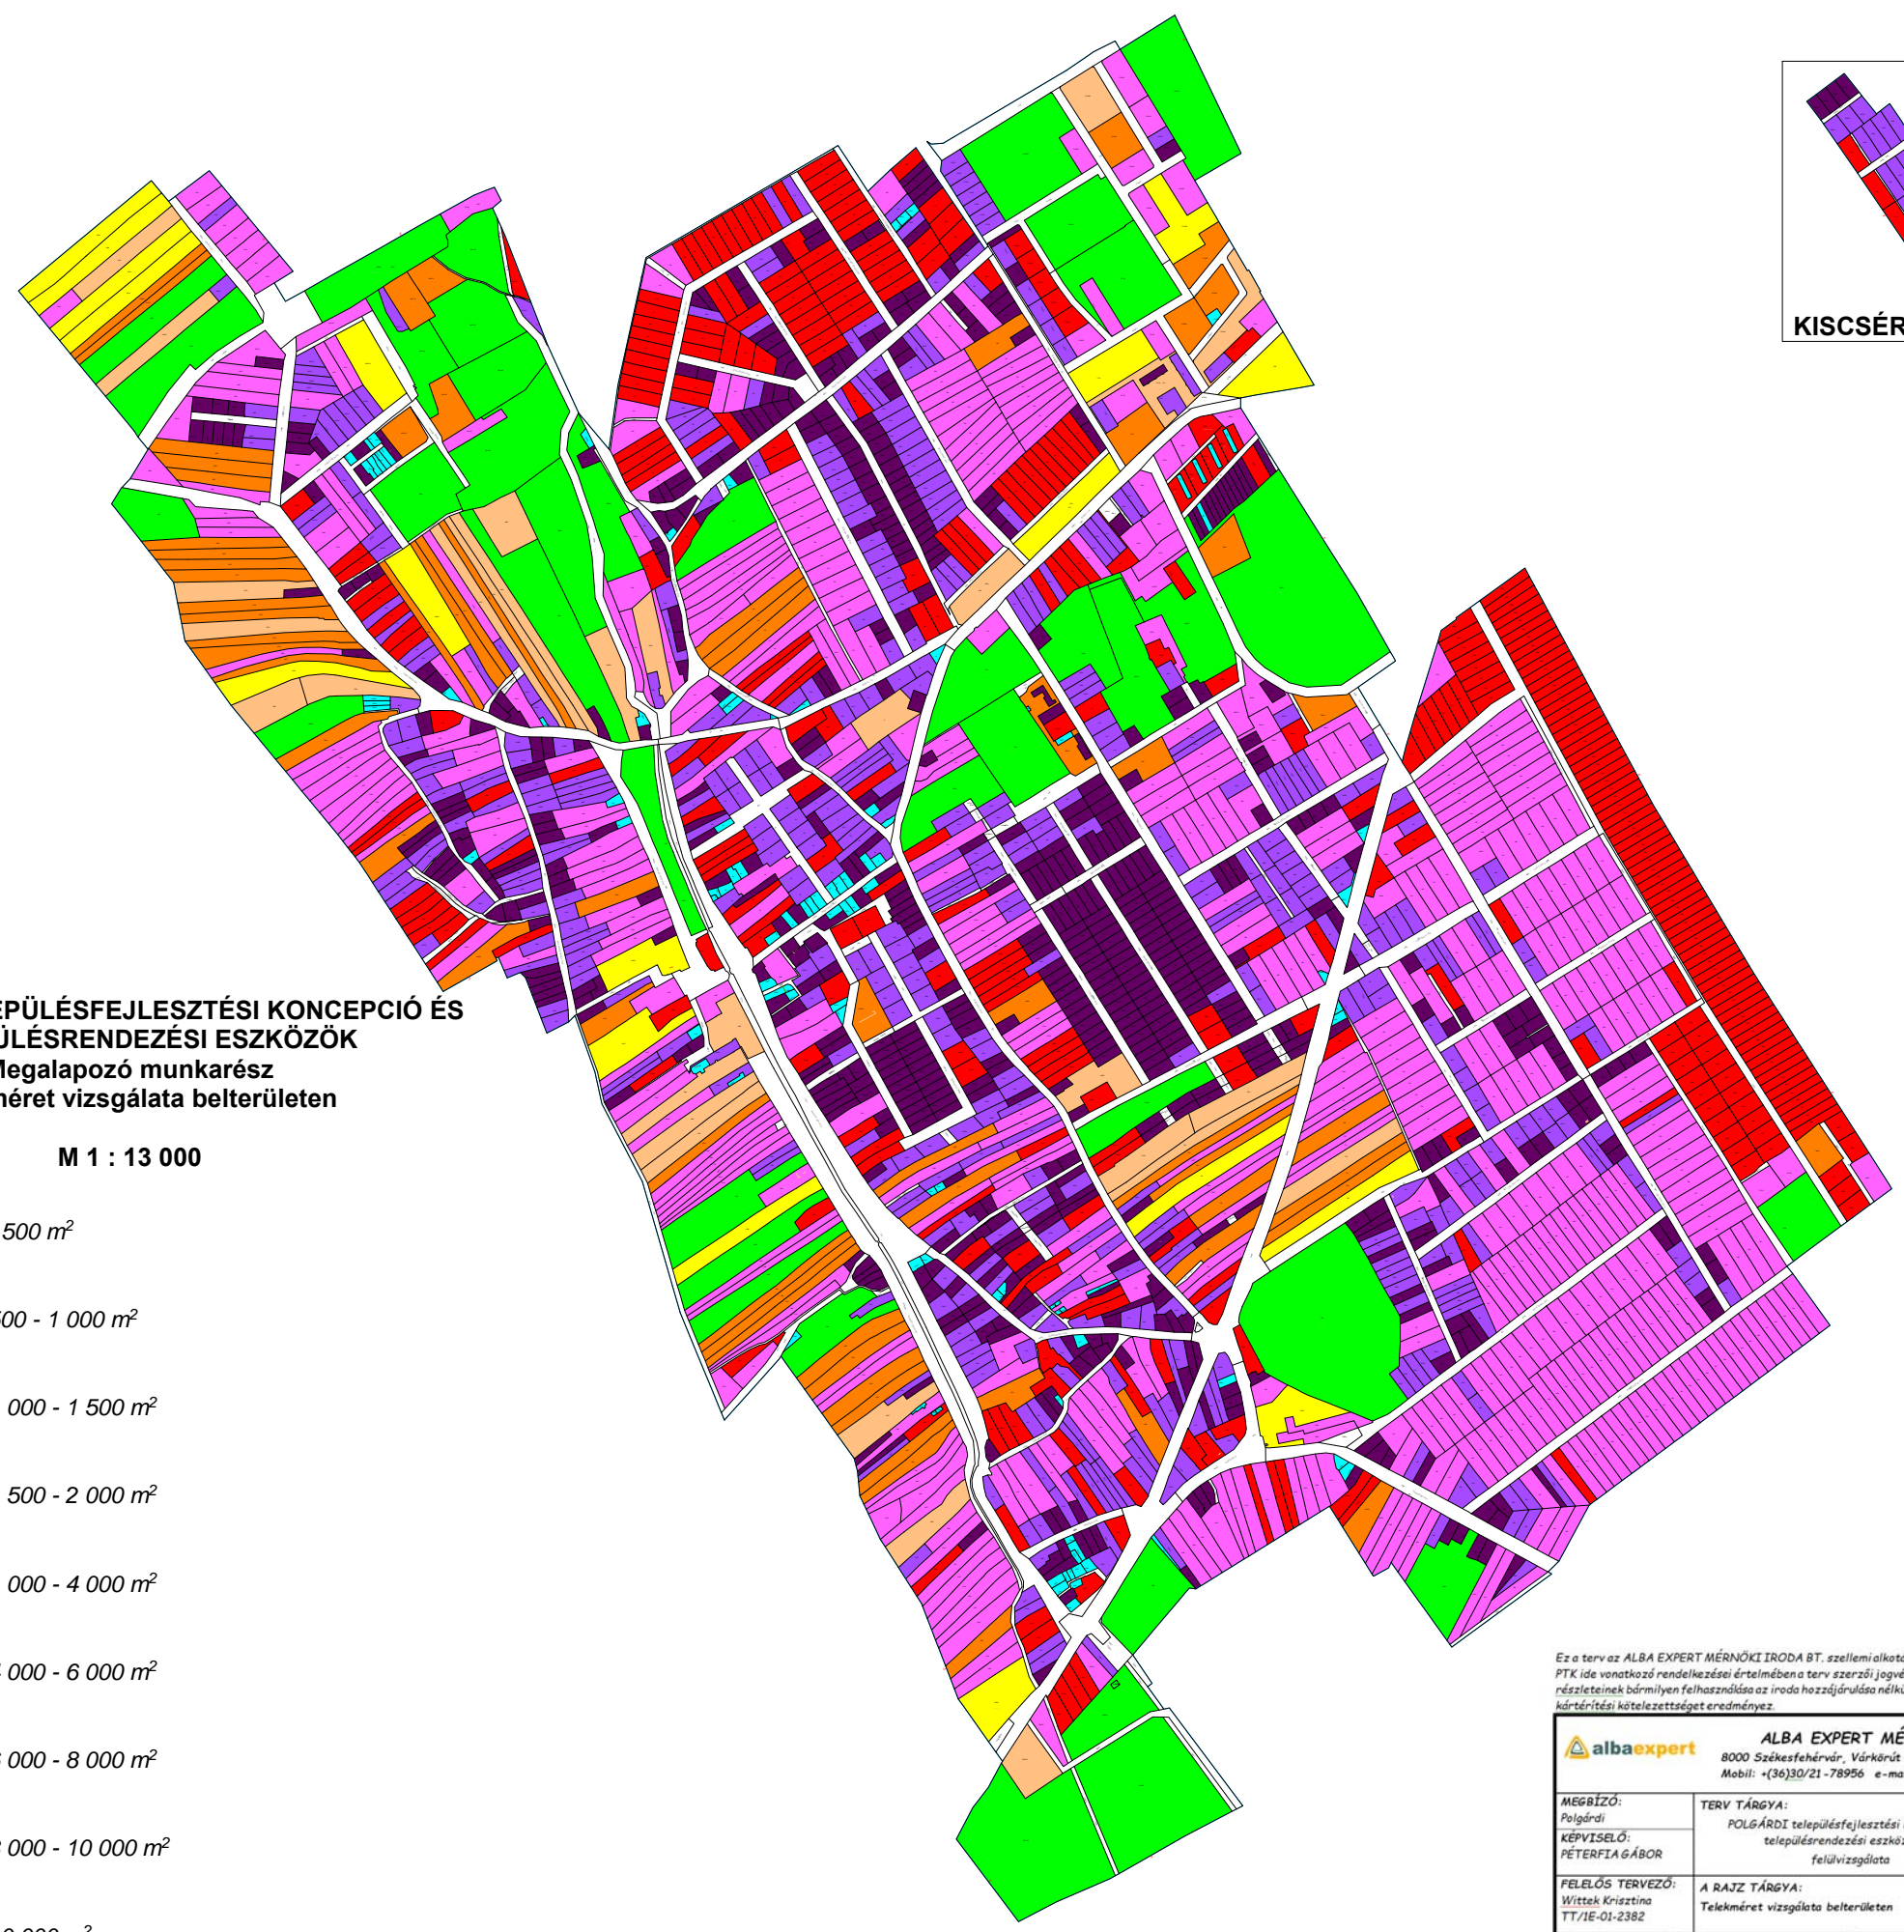 KISCSÉR
EPÜLÉSFEJLESZTÉSI KONCEPCIÓ ÉS
ÜLÉSRENDEZÉSI ESZKÖZÖK
Megalapozó munkarész
méret vizsgálata belterületen
M 1 : 13 000
500 m²
500 - 1 000 m²
000 - 1 500 m²
500 - 2 000 m²
000 - 4 000 m²
4 000 - 6 000 m²
6 000 - 8 000 m²
8 000 - 10 000 m²
Ez a terv az ALBA EXPERT MÉRNÖKI IRODA BT. szellemi alkotá
PTK ide vonatkozó rendelkezései értelmében a terv szerzői jogvé
részleteinek bármilyen felhasználása az iroda hozzájárulása nélkü
kártérítési kötelezettséget eredményez.
albaexpert
ALBA EXPERT MÉ
8000 Székesfehérvár, Várkörút
Mobil: +(36)30/21-78956 e-ma
MEGBÍZÓ:
Polgárdi
KÉPVISELŐ:
PÉTERFIA GÁBOR
TERV TÁRGYA:
POLGÁRDI településfejlesztési
településrendezési eszkö
felülvizsgálata
FELELŐS TERVEZŐ:
Wittek Krisztina
TT/1E-01-2382
A RAJZ TÁRGYA:
Telekméret vizsgálata belterületen